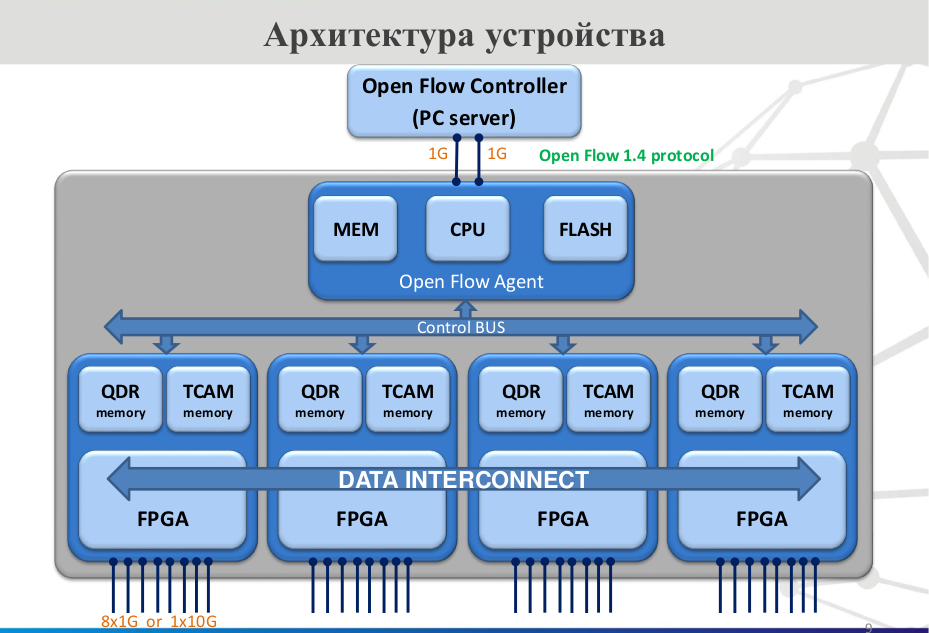 Архитектура устройства
Open Flow Controller
(PC server)
1G 1G Open Flow 1.4 protocol
MEM CPU FLASH
Open Flow Agent
Control BUS
QDR TCAM QDR TCAM QDR TCAM QDR TCAM
memory memory memory memory memory memory memory memory
DATA INTERCONNECT
FPGA FPGA FPGA FPGA
8x1G or 1x10G
9